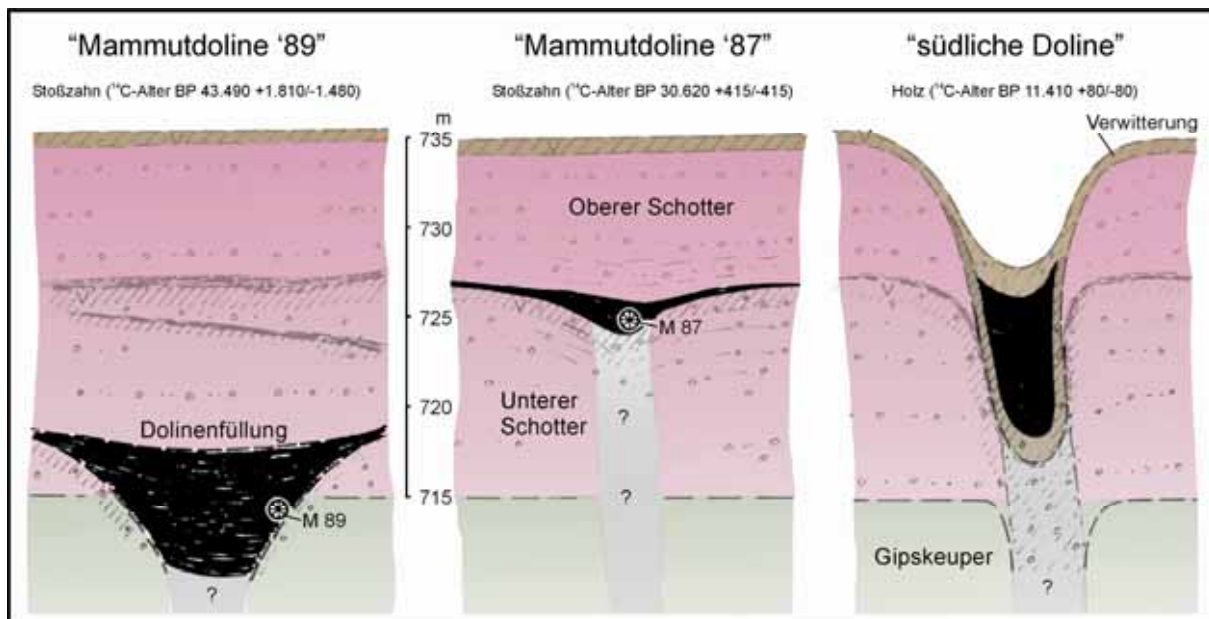 “Mammutdoline ‘89”
Stoßzahn (¹⁴C-Alter BP 43.490 +1.810/-1.480)
“Mammutdoline ‘87”
Stoßzahn (¹⁴C-Alter BP 30.620 +415/-415)
“südliche Doline”
Holz (¹⁴C-Alter BP 11.410 +80/-80)
m
735
730
725
720
715
Dolinenfüllung
M 89
?
Oberer Schotter
M 87
Unterer
Schotter
?
?
Verwitterung
Gipskeuper
?